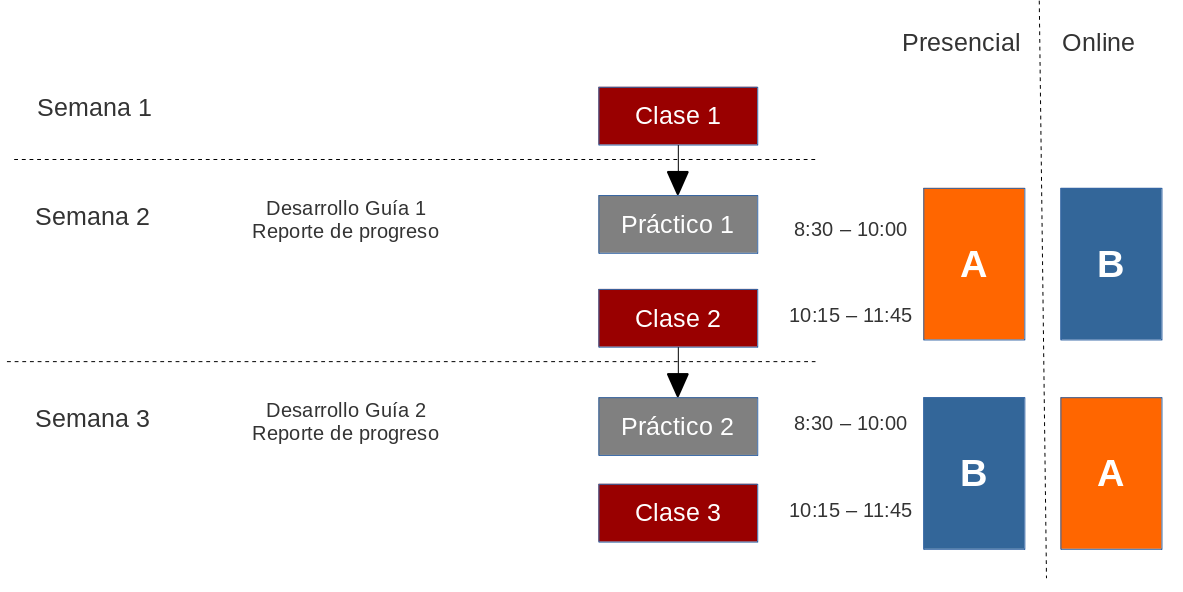 Presencial
Online
Semana 1
Clase 1
Semana 2
Desarrollo Guía 1
Reporte de progreso
Práctico 1
8:30 – 10:00
A
B
Clase 2
10:15 – 11:45
Semana 3
Desarrollo Guía 2
Reporte de progreso
Práctico 2
8:30 – 10:00
B
A
Clase 3
10:15 – 11:45